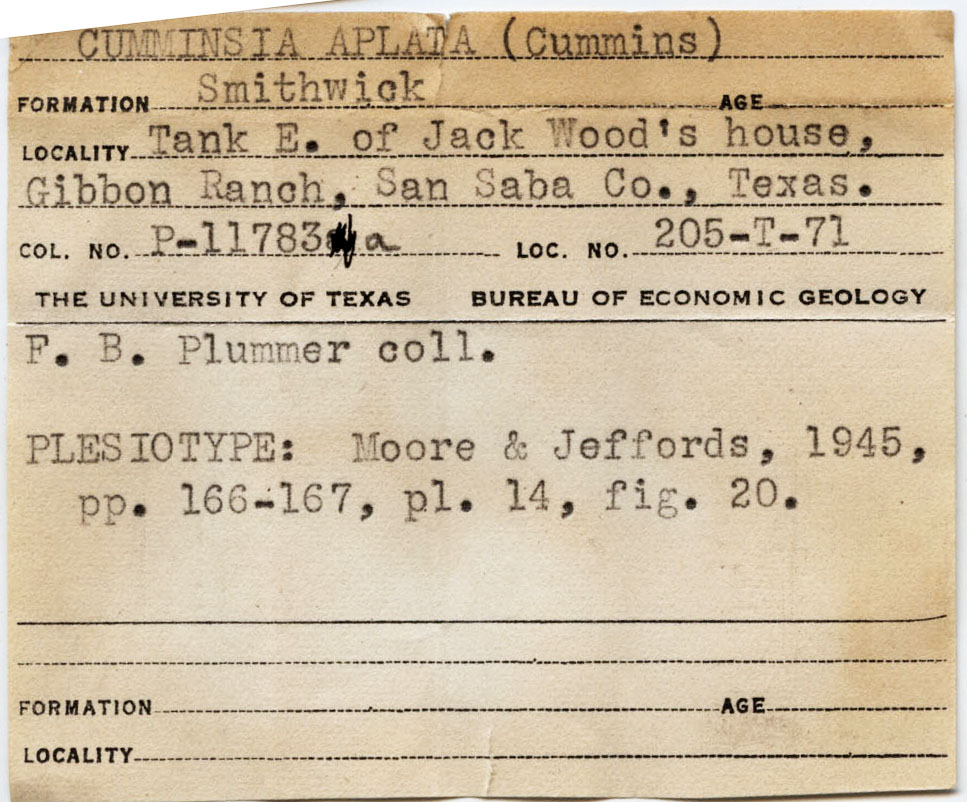 CUMMINSIA APLATA (Cummins)
FORMATION Smithwick AGE
LOCALITY Tank E. of Jack Wood's house,
Gibbon Ranch, San Saba Co., Texas.
COL. NO. P-11783a LOC. NO. 205-T-71
THE UNIVERSITY OF TEXAS BUREAU OF ECONOMIC GEOLOGY
F. B. Plummer coll.
PLESIOTYPE: Moore & Jeffords, 1945,
pp. 166-167, pl. 14, fig. 20.
FORMATION AGE
LOCALITY